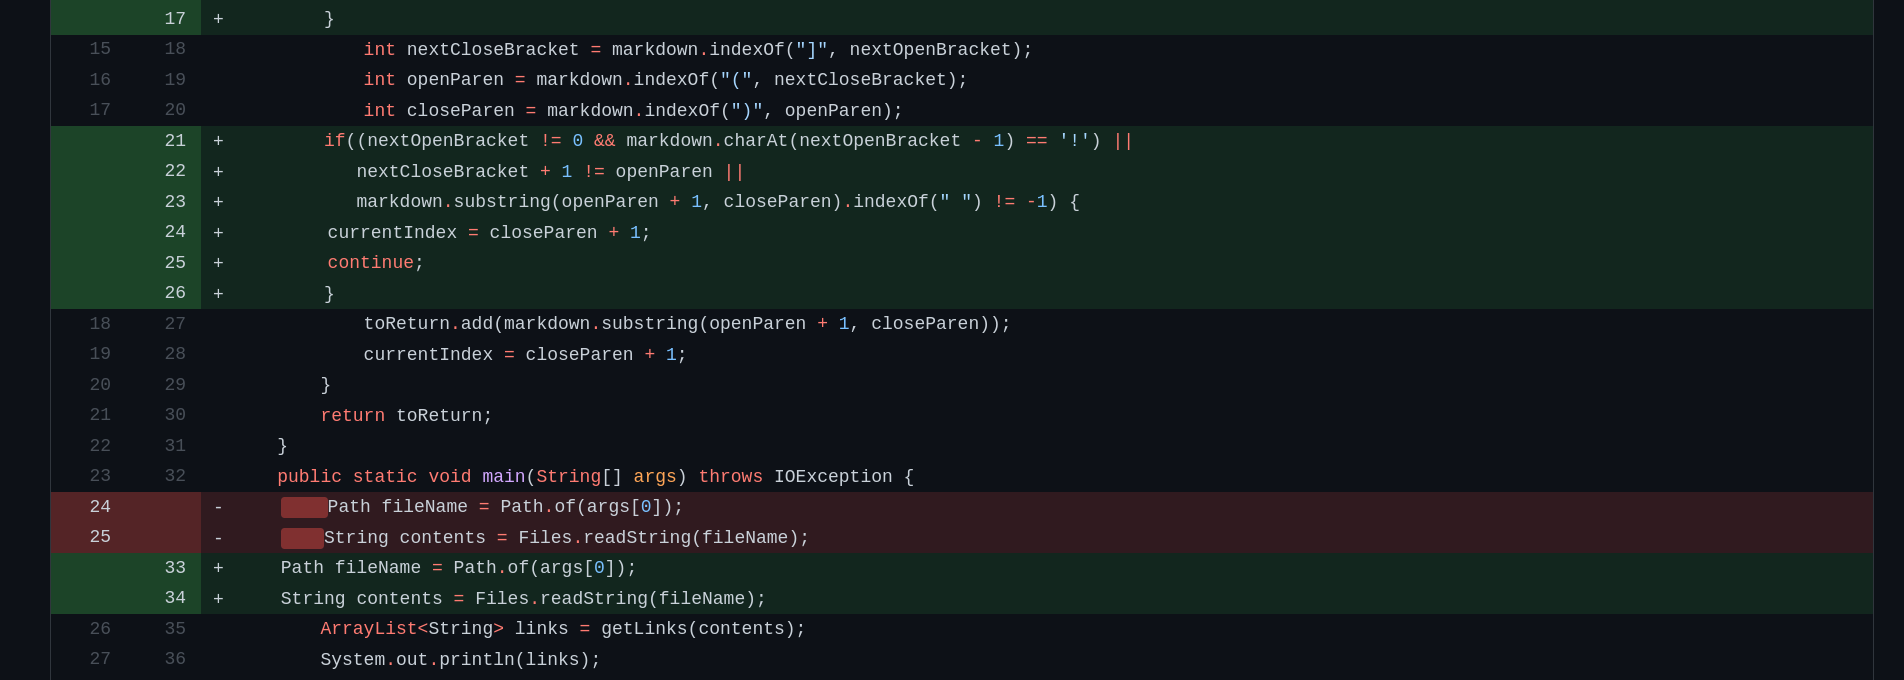 17 + }
15 18 int nextCloseBracket = markdown.indexOf("]", nextOpenBracket);
16 19 int openParen = markdown.indexOf("(", nextCloseBracket);
17 20 int closeParen = markdown.indexOf(")", openParen);
21 + if((nextOpenBracket != 0 && markdown.charAt(nextOpenBracket - 1) == '!') ||
22 + nextCloseBracket + 1 != openParen ||
23 + markdown.substring(openParen + 1, closeParen).indexOf(" ") != -1) {
24 + currentIndex = closeParen + 1;
25 + continue;
26 + }
18 27 toReturn.add(markdown.substring(openParen + 1, closeParen));
19 28 currentIndex = closeParen + 1;
20 29 }
21 30 return toReturn;
22 31 }
23 32 public static void main(String[] args) throws IOException {
24 - Path fileName = Path.of(args[0]);
25 - String contents = Files.readString(fileName);
33 + Path fileName = Path.of(args[0]);
34 + String contents = Files.readString(fileName);
26 35 ArrayList<String> links = getLinks(contents);
27 36 System.out.println(links);